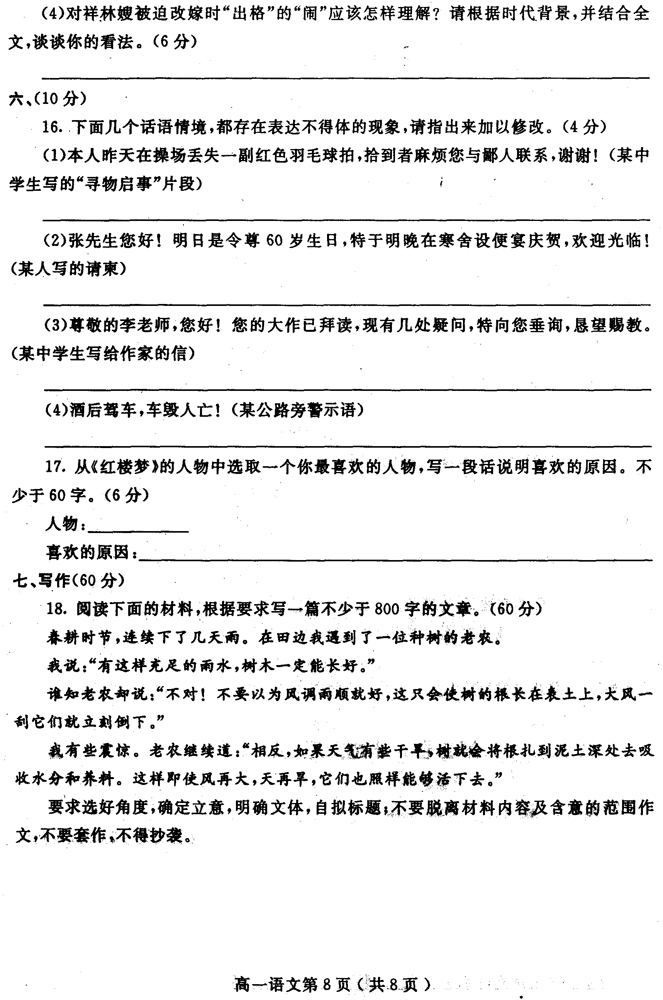 (4)对祥林嫂被迫改嫁时“出格”的“闹”应该怎样理解？请根据时代背景，并结合全
文，谈谈你的看法。（6 分）
六、（10 分）
16. 下面几个话语情境，都存在表达不得体的现象，请指出来加以修改。（4 分）
(1)本人昨天在操场丢失一副红色羽毛球拍，拾到者麻烦您与鄙人联系，谢谢！（某中
学生写的“寻物启事”片段）
(2)张先生您好！明日是令尊 60 岁生日，特于明晚在寒舍设便宴庆贺，欢迎光临！
（某人写的请柬）
(3)尊敬的李老师，您好！您的大作已拜读，现有几处疑问，特向您垂询，恳望赐教。
（某中学生写给作家的信）
(4)酒后驾车，车毁人亡！（某公路旁警示语）
17. 从《红楼梦》的人物中选取一个你最喜欢的人物，写一段话说明喜欢的原因。不
少于 60 字。（6 分）
人物：
喜欢的原因：
七、写作（60 分）
18. 阅读下面的材料，根据要求写一篇不少于 800 字的文章。（60 分）
春耕时节，连续下了几天雨。在田边我遇到了一位种树的老农。
我说：“有这样充足的雨水，树木一定能长好。”
谁知老农却说：“不对！不要以为风调雨顺就好，这只会使树的根长在表土上，大风一
刮它们就立刻倒下。”
我有些震惊。老农继续道：“相反，如果天气有些干旱，树就会将根扎到泥土深处去吸
收水分和养料。这样即使风再大，天再旱，它们也照样能够活下去。”
要求选好角度，确定立意，明确文体，自拟标题；不要脱离材料内容及含意的范围作
文，不要套作，不得抄袭。
高一语文第 8 页（共 8 页）